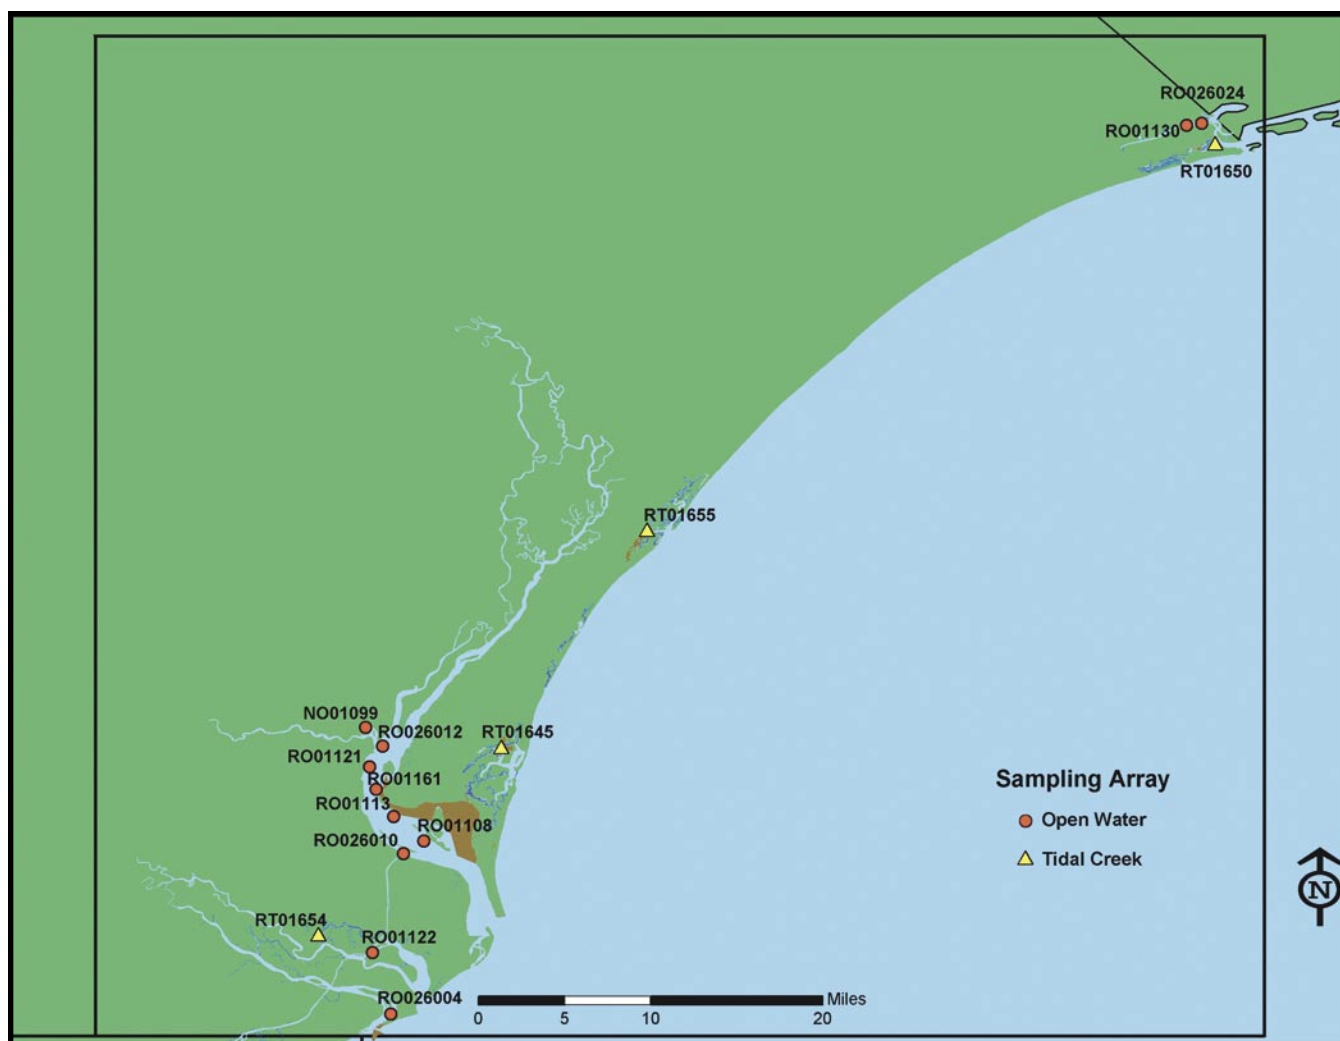 RO026024
RO01130
RT01650
RT01655
NO01099
RO026012
RT01645
RO01121
RO01161
RO01113
RO01108
RO026010
RT01654
RO01122
RO026004
Sampling Array
Open Water
Tidal Creek
N
Miles
0 5 10 20